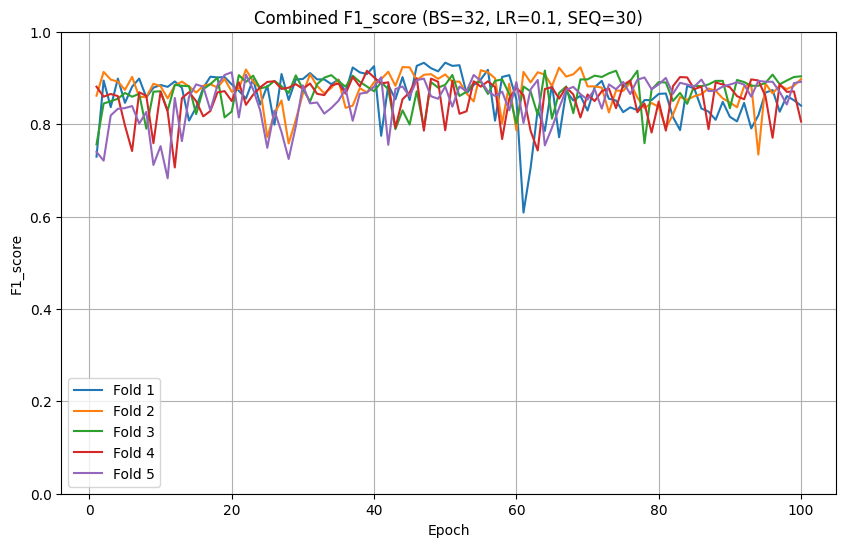 Combined F1_score (BS=32, LR=0.1, SEQ=30)
1.0
0.8
0.6
0.4
0.2
0.0
F1_score
Fold 1
Fold 2
Fold 3
Fold 4
Fold 5
0 20 40 60 80 100
Epoch